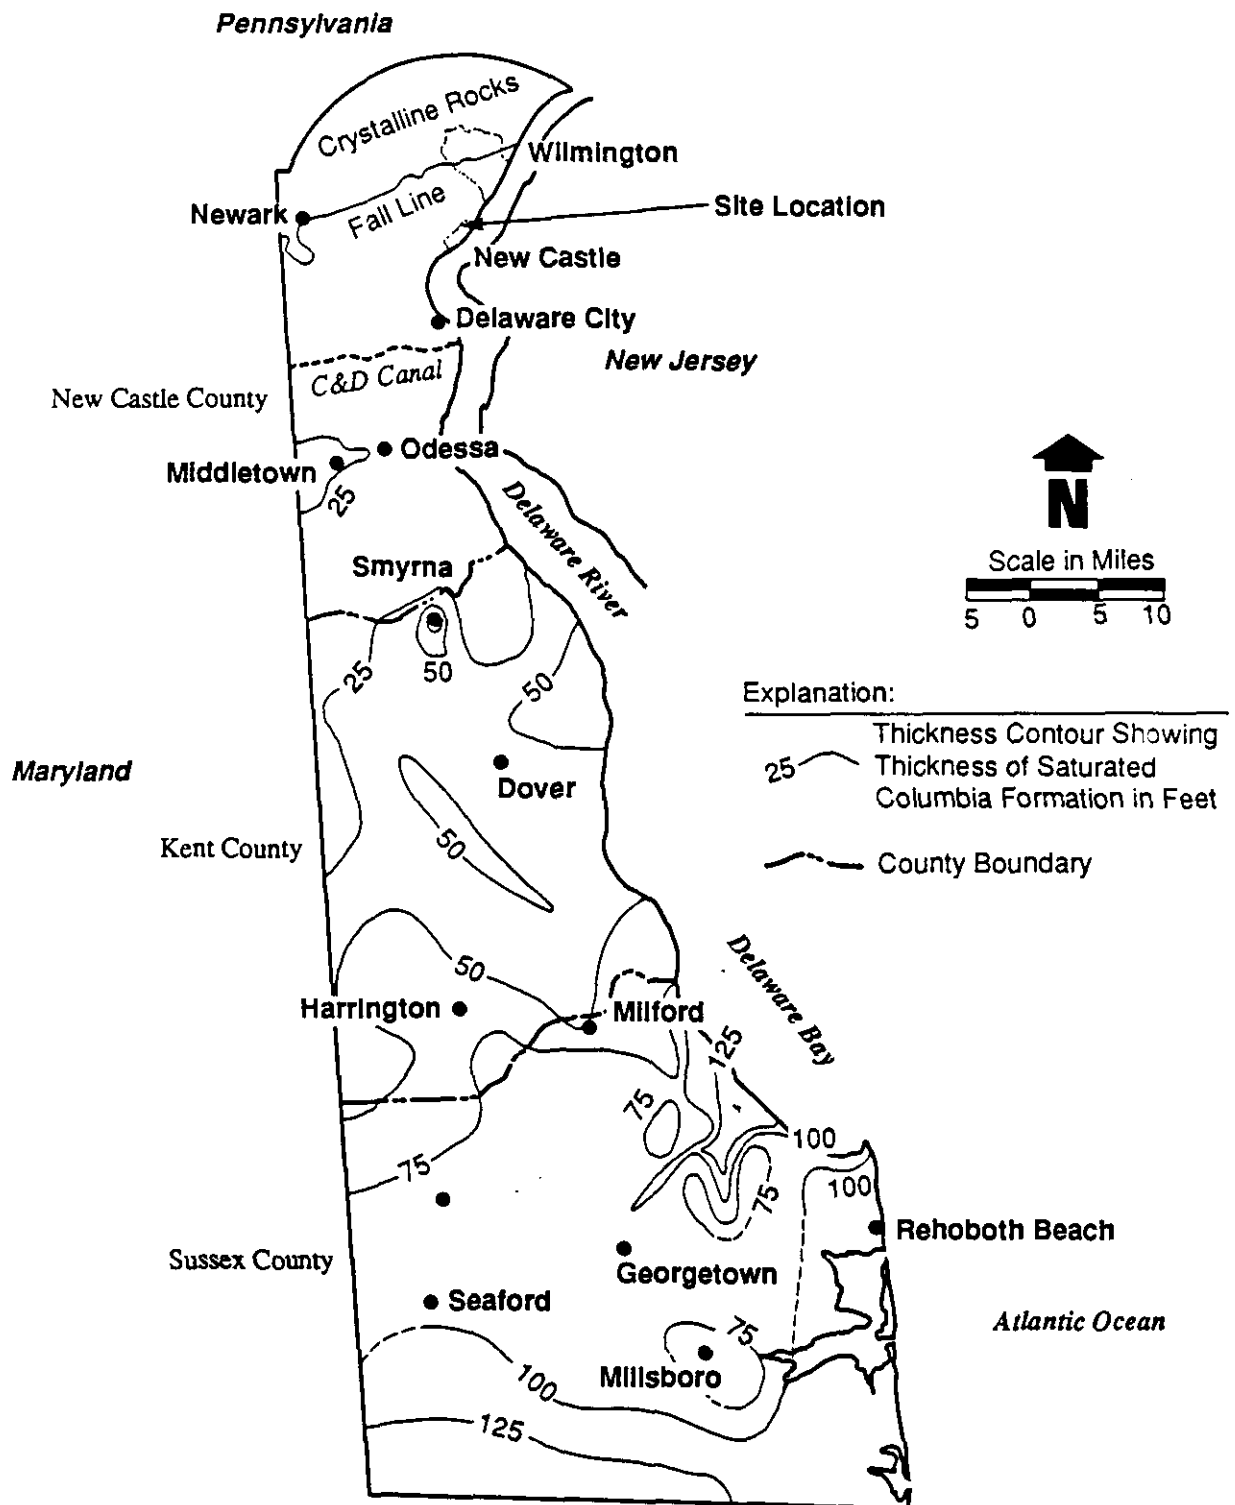 Pennsylvania
Crystalline Rocks
Wilmington
Newark
Fall Line
Site Location
New Castle
Delaware City
New Jersey
C&D Canal
New Castle County
Odessa
Middletown
25
Delaware River
N
Smyrna
Scale in Miles
5 0 5 10
50
25
50
Explanation:
Thickness Contour Showing
25
Thickness of Saturated
Columbia Formation in Feet
Maryland
Dover
50
Kent County
County Boundary
50
Delaware Bay
Harrington
Milford
125
75
100
75
100
75
Rehoboth Beach
Sussex County
Georgetown
Seaford
75
Atlantic Ocean
Millsboro
100
125